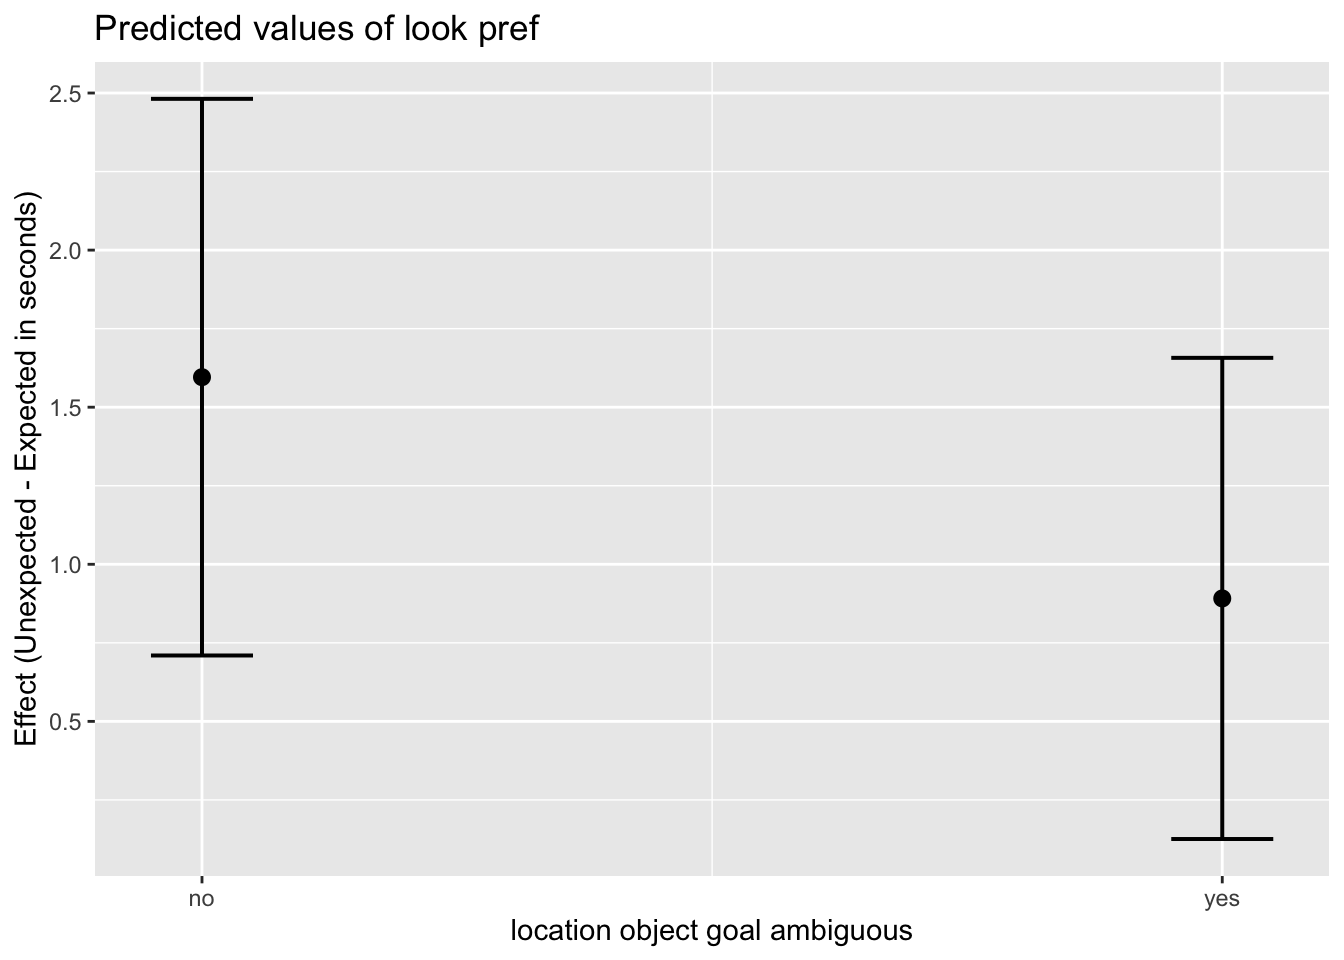 Predicted values of look pref
Effect (Unexpected - Expected in seconds)
2.5
2.0
1.5
1.0
0.5
no
yes
location object goal ambiguous